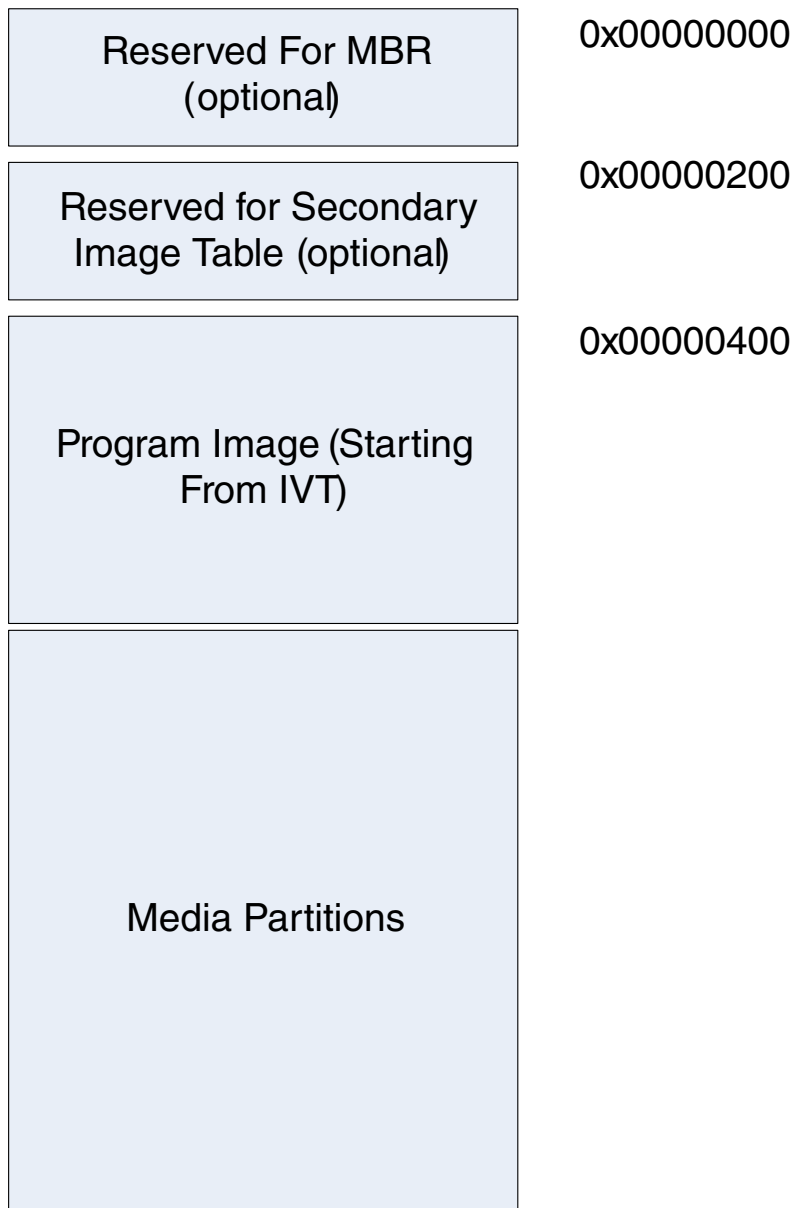 Reserved For MBR
(optional)
0x00000000
Reserved for Secondary
Image Table (optional)
0x00000200
Program Image (Starting
From IVT)
0x00000400
Media Partitions